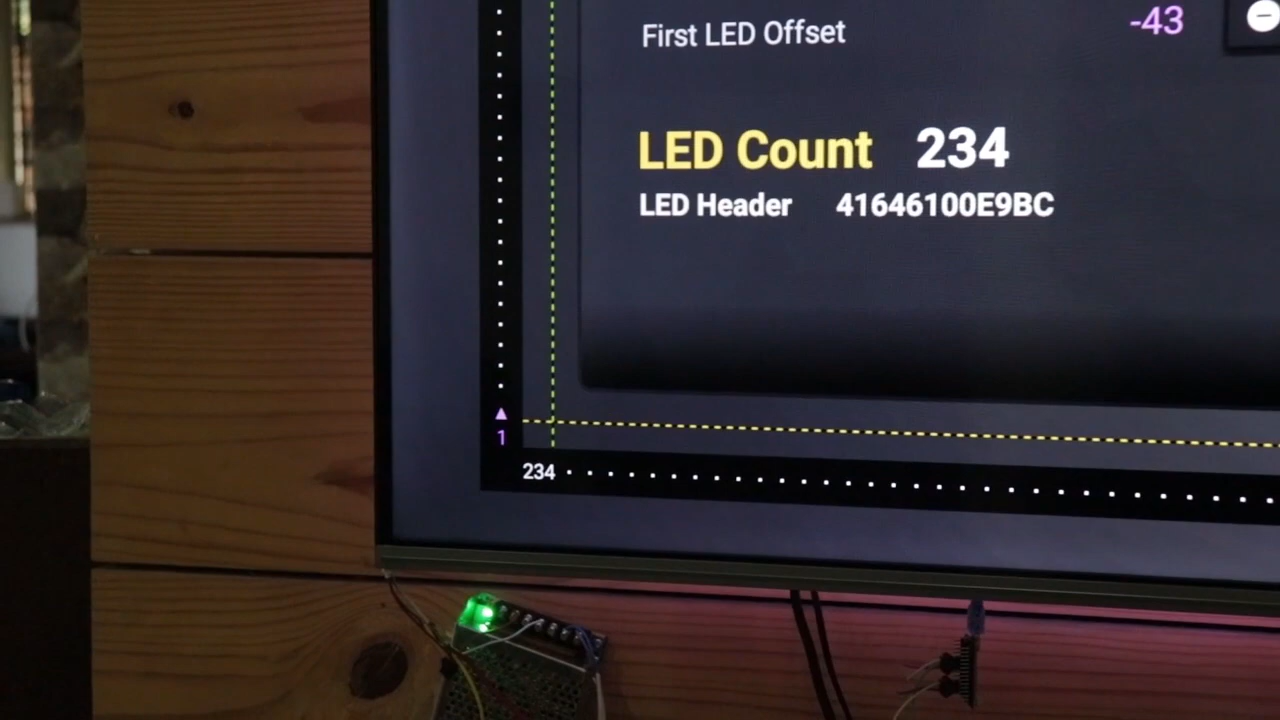 First LED Offset -43
LED Count 234
LED Header 41646100E9BC
1
234